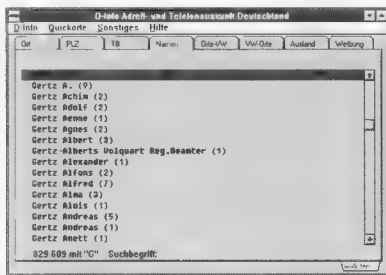 D-Info Adreß- und Telefonauskunft Deutschland
D-Info Quickorte Sonstiges Hilfe
Ort PLZ TB Namen Orte-VW VW-Orte Ausland Werbung
Gertz A. (9)
Gertz Achim (2)
Gertz Adolf (2)
Gertz Aenne (1)
Gertz Agnes (2)
Gertz Albert (3)
Gertz-Alberts Volquart Reg.Beamter (1)
Gertz Alexander (1)
Gertz Alfons (2)
Gertz Alfred (7)
Gertz Alma (3)
Gertz Alois (1)
Gertz Andreas (5)
Gertz Andreas (1)
Gertz Anett (1)
829 609 mit "G" Suchbegriff: